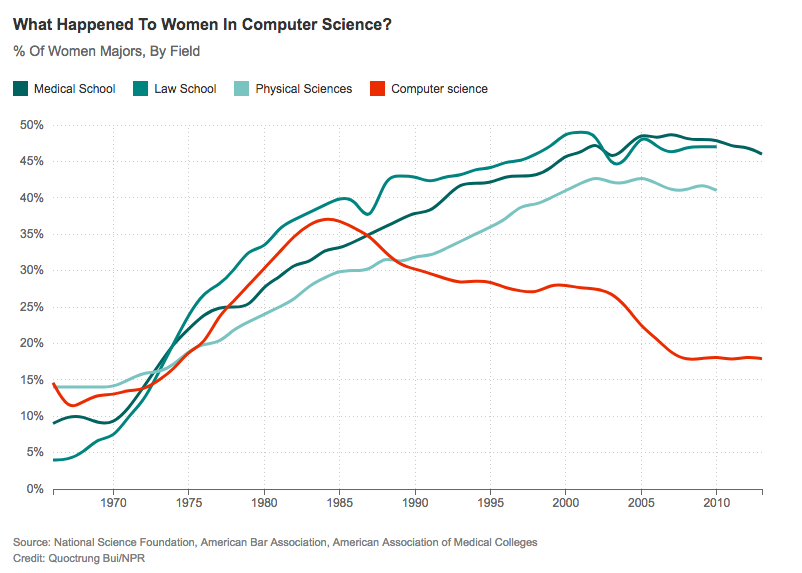 What Happened To Women In Computer Science?
% Of Women Majors, By Field
Medical School Law School Physical Sciences Computer science
50%
45%
40%
35%
30%
25%
20%
15%
10%
5%
0%
1970 1975 1980 1985 1990 1995 2000 2005 2010
Source: National Science Foundation, American Bar Association, American Association of Medical Colleges
Credit: Quoctrung Bui/NPR